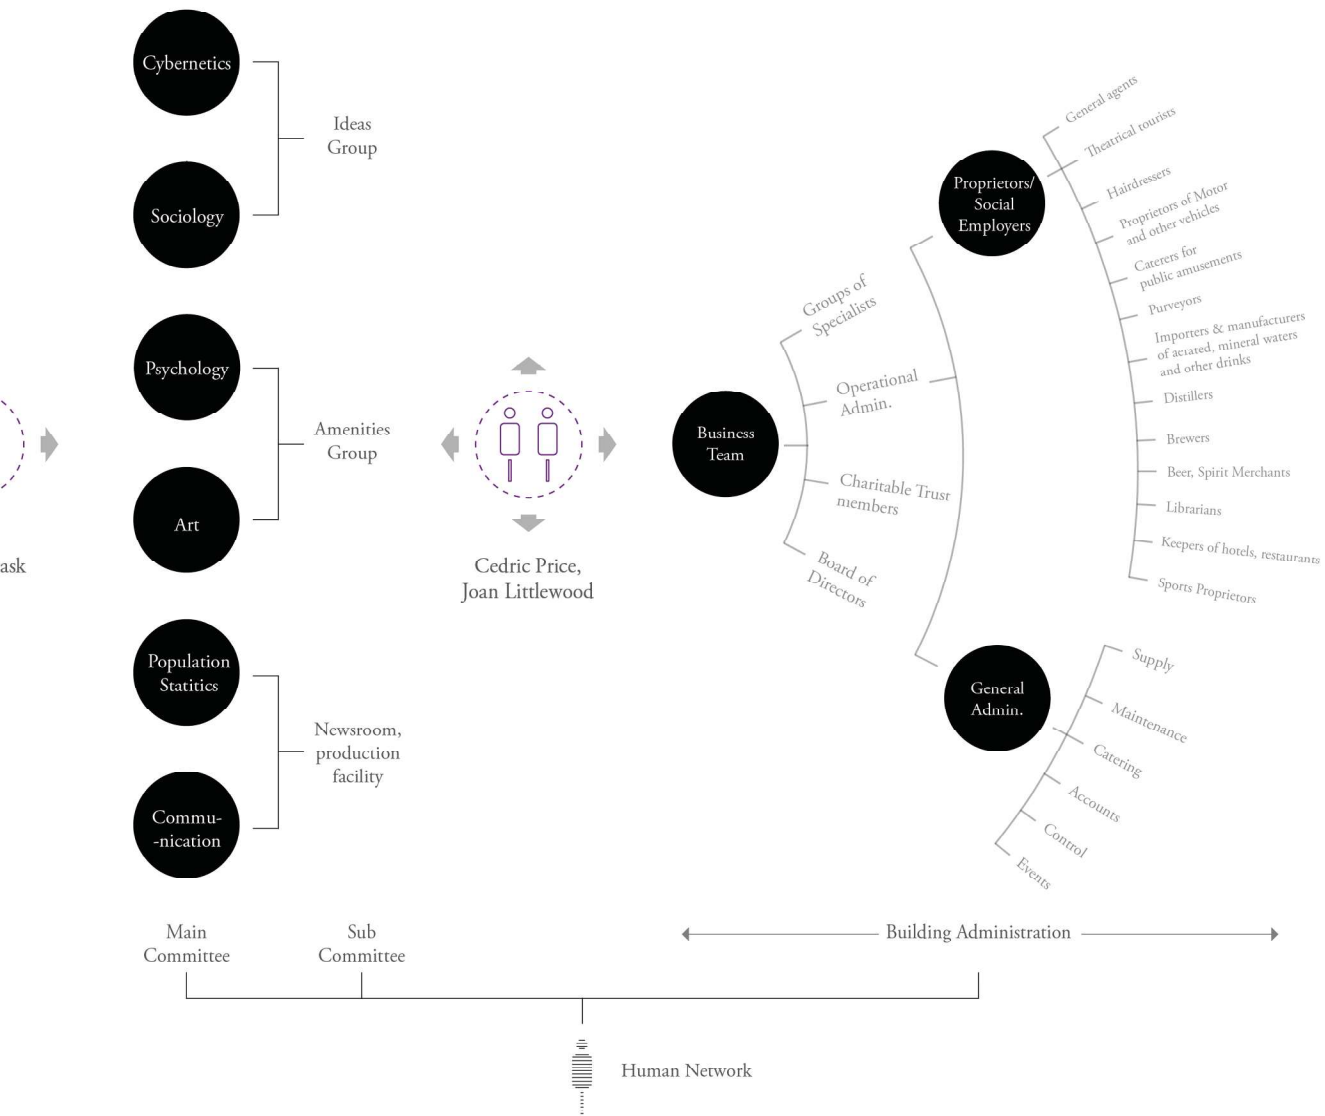 Cybernetics
Sociology
Psychology
Art
Population
Statitics
Commu-
-nication
Ideas
Group
Amenities
Group
Newsroom,
production
facility
ask
Cedric Price,
Joan Littlewood
Business
Team
Groups of
Specialists
Operational
Admin.
Charitable Trust
members
Board of
Directors
Proprietors/
Social
Employers
General agents
Theatrical tourists
Hairdressers
Proprietors of Motor
and other vehicles
Caterers for
public amusements
Purveyors
Importers & manufacturers
of aerated, mineral waters
and other drinks
Distillers
Brewers
Beer, Spirit Merchants
Librarians
Keepers of hotels, restaurants
Sports Proprietors
General
Admin.
Supply
Maintenance
Catering
Accounts
Control
Events
Main
Committee
Sub
Committee
Building Administration
Human Network